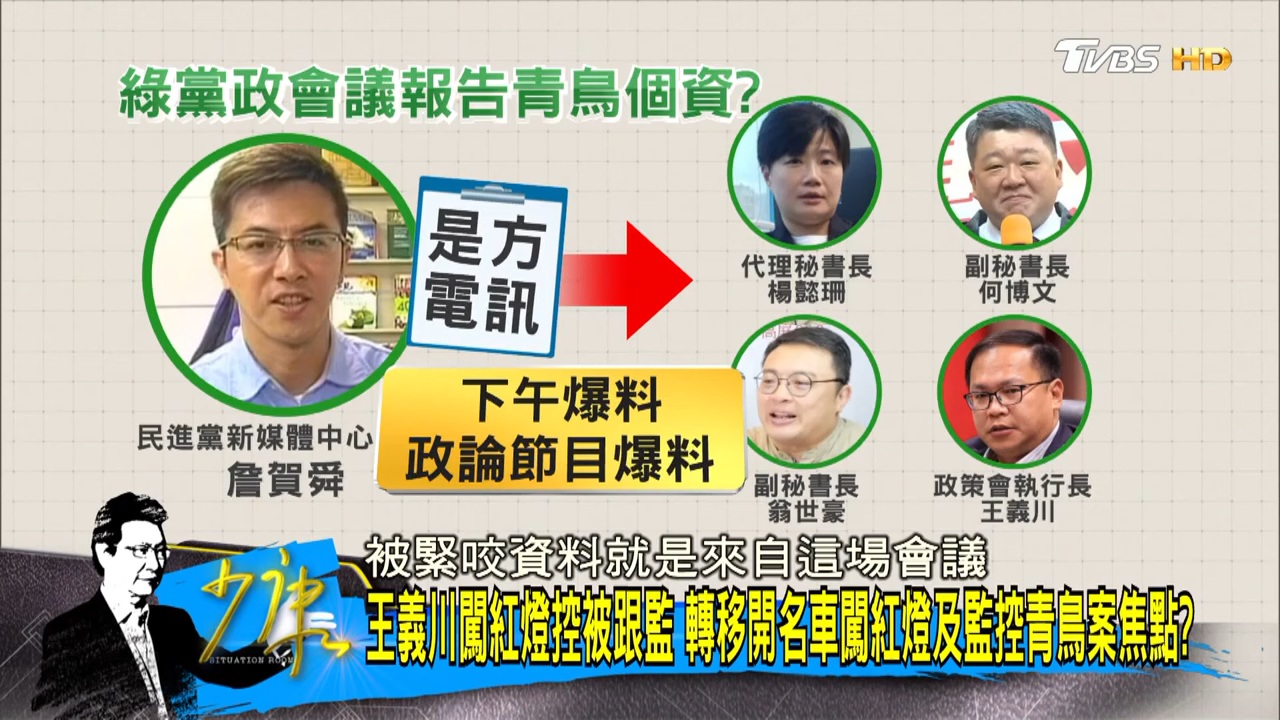 TVBS HD
綠黨政會議報告青鳥個資?
是方
電訊
下午爆料
政論節目爆料
民進黨新媒體中心
詹賀舜
代理秘書長
楊懿珊
副秘書長
何博文
副秘書長
翁世豪
政策會執行長
王義川
少康
SITUATION ROOM
被緊咬資料就是來自這場會議
王義川闖紅燈控被跟監 轉移開名車闖紅燈及監控青鳥案焦點?